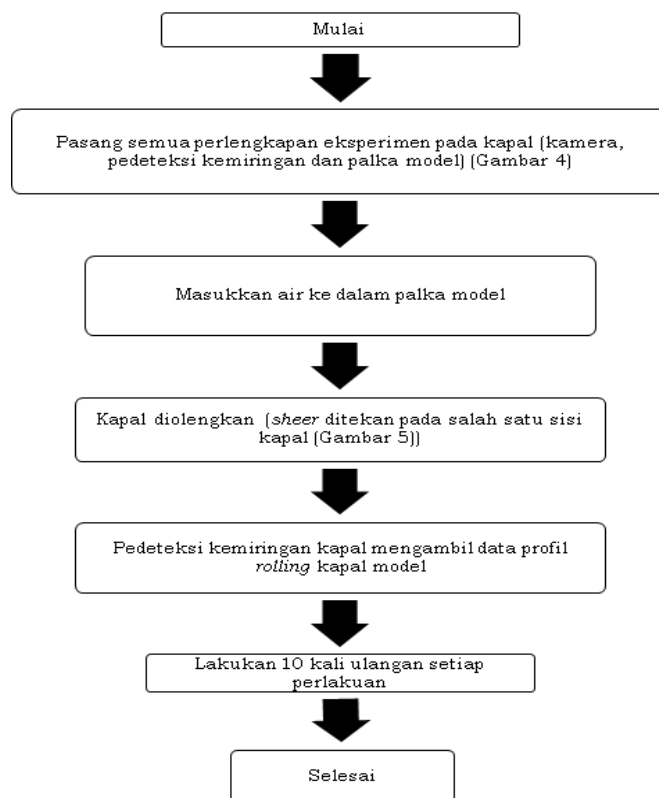 Mulai
Pasang semua perlengkapan eksperimen pada kapal (kamera,
pedeteksi kemiringan dan palka model) (Gambar 4)
Masukkan air ke dalam palka model
Kapal diolengkan (sheer ditekan pada salah satu sisi
kapal (Gambar 5))
Pedeteksi kemiringan kapal mengambil data profil
rolling kapal model
Lakukan 10 kali ulangan setiap
perlakuan
Selesai